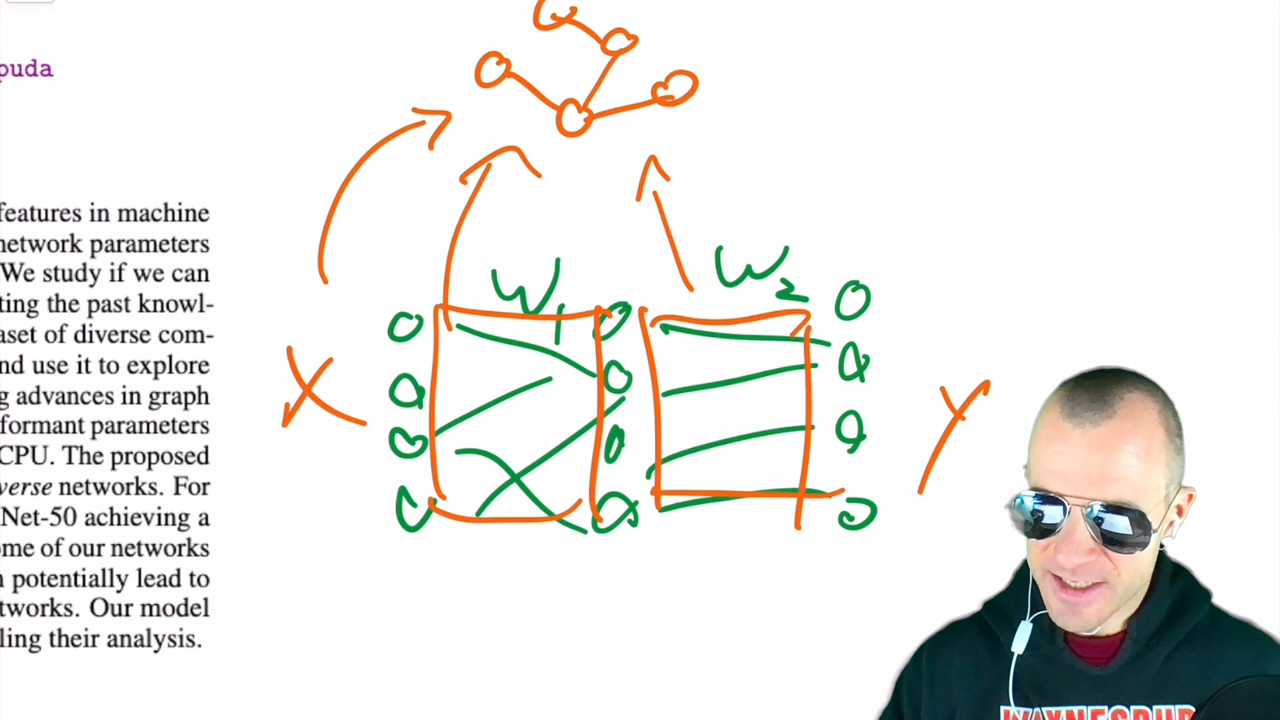 puda
features in machine
network parameters
We study if we can
ting the past knowl-
aset of diverse com-
nd use it to explore
g advances in graph
formant parameters
CPU. The proposed
verse networks. For
Net-50 achieving a
ome of our networks
n potentially lead to
tworks. Our model
ling their analysis.
W1
W2
X
Y
WAYNESBUR